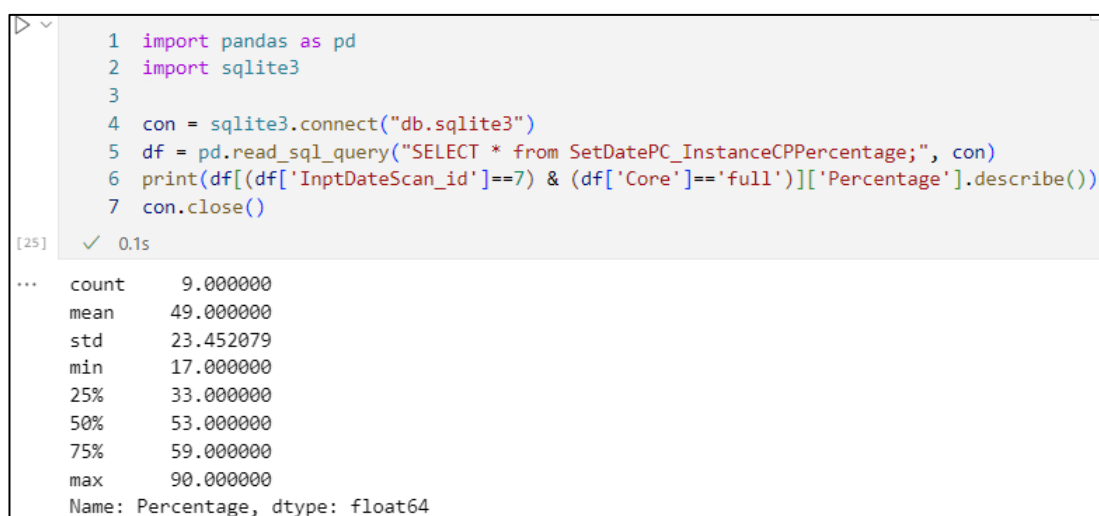 1 import pandas as pd
2 import sqlite3
3
4 con = sqlite3.connect("db.sqlite3")
5 df = pd.read_sql_query("SELECT * from SetDatePC_InstanceCPPercentage;", con)
6 print(df[(df['InptDateScan_id']==7) & (df['Core']=='full')]['Percentage'].describe())
7 con.close()
[25] ✓ 0.1s
... count 9.000000
mean 49.000000
std 23.452079
min 17.000000
25% 33.000000
50% 53.000000
75% 59.000000
max 90.000000
Name: Percentage, dtype: float64